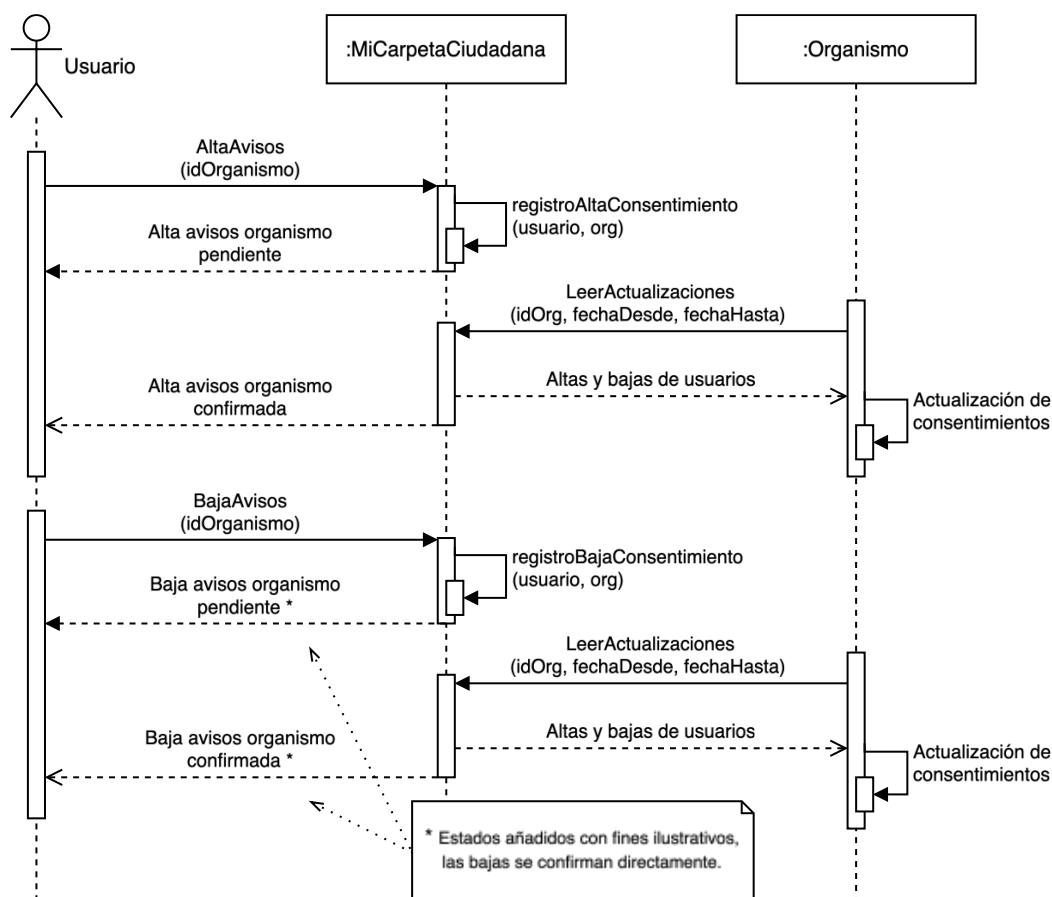 Usuario
:MiCarpetaCiudadana
:Organismo
AltaAvisos
(idOrganismo)
registroAltaConsentimiento
(usuario, org)
Alta avisos organismo
pendiente
LeerActualizaciones
(idOrg, fechaDesde, fechaHasta)
Altas y bajas de usuarios
Alta avisos organismo
confirmada
Actualización de
consentimientos
BajaAvisos
(idOrganismo)
registroBajaConsentimiento
(usuario, org)
Baja avisos organismo
pendiente *
LeerActualizaciones
(idOrg, fechaDesde, fechaHasta)
Altas y bajas de usuarios
Baja avisos organismo
confirmada *
Actualización de
consentimientos
* Estados añadidos con fines ilustrativos,
las bajas se confirman directamente.